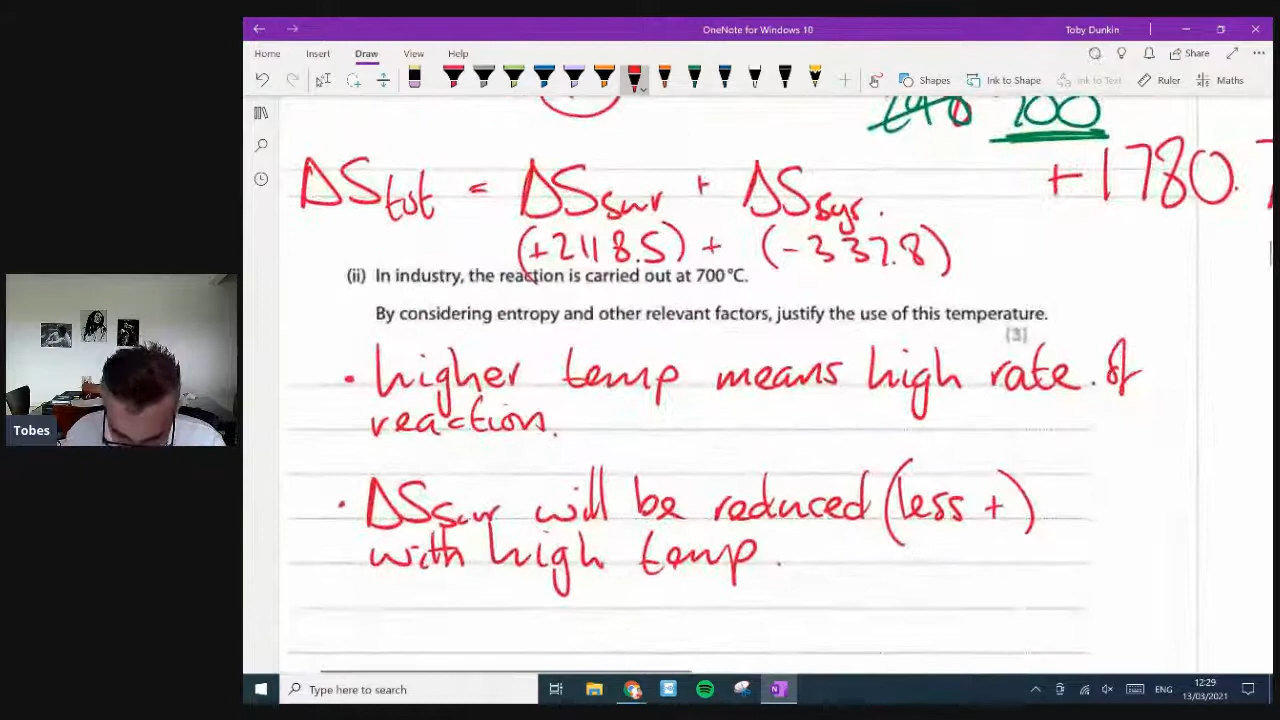 OneNote for Windows 10
Toby Dunkin
Home Insert Draw View Help
Share
Shapes Ink to Shape Ink to Text Ruler Maths
100
ΔStot = ΔSsur + ΔSsys. +1780.
(+2118.5) + (-337.8)
(ii) In industry, the reaction is carried out at 700 °C.
By considering entropy and other relevant factors, justify the use of this temperature.
(3)
• higher temp means high rate of
reaction.
• ΔSsur will be reduced (less +)
with high temp.
Tobes
Type here to search
ENG
12:29
13/03/2021